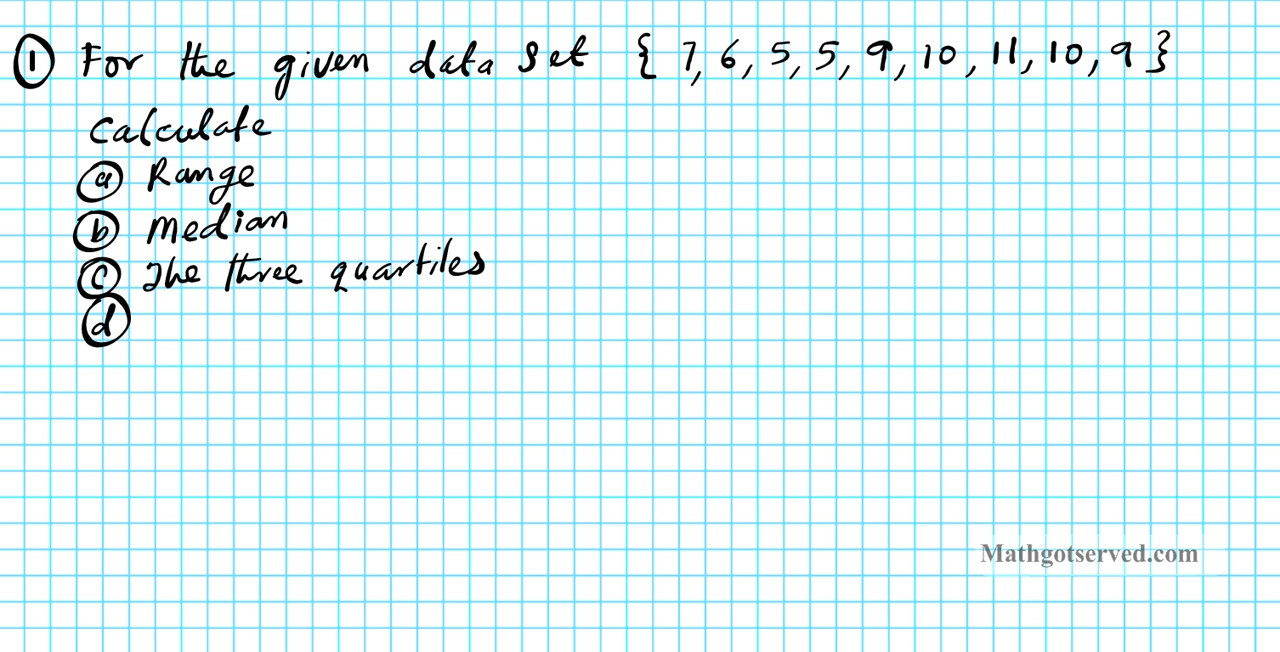 ① For the given data set { 7, 6, 5, 5, 9, 10, 11, 10, 9 }
Calculate
ⓐ Range
ⓑ median
ⓒ The three quartiles
ⓓ
Mathgotserved.com